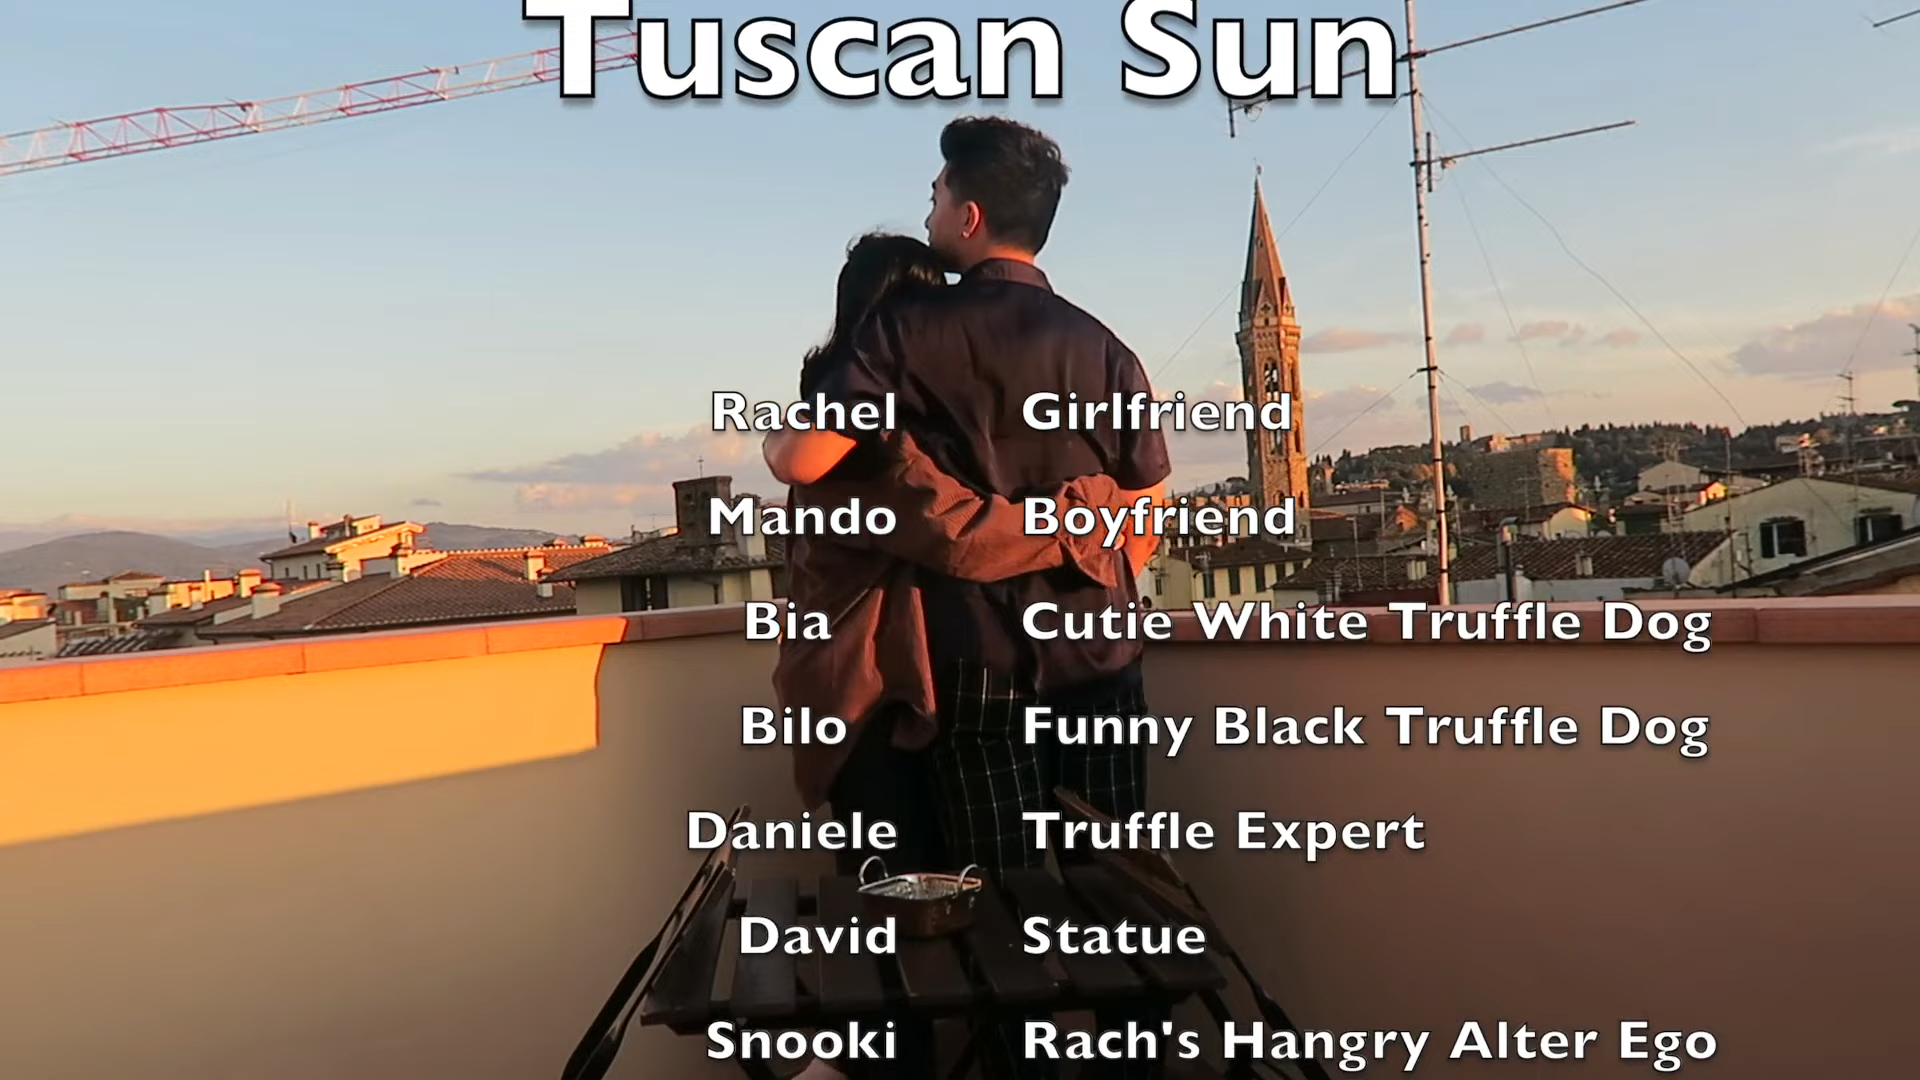 Tuscan Sun
Rachel Girlfriend
Mando Boyfriend
Bia Cutie White Truffle Dog
Bilo Funny Black Truffle Dog
Daniele Truffle Expert
David Statue
Snooki Rach's Hangry Alter Ego